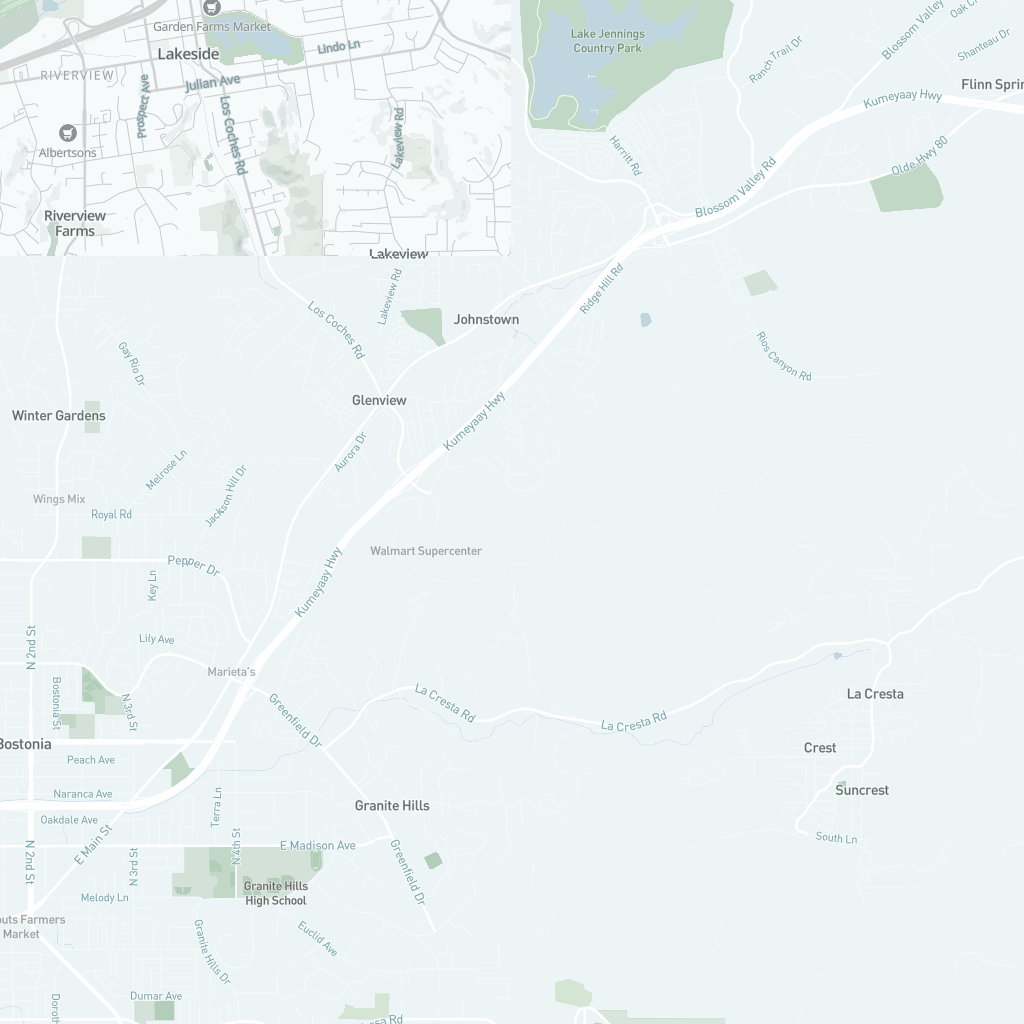 Garden Farms Market
Lakeside
Lindo Ln
RIVERVIEW
Julian Ave
Prospect Ave
Los Coches Rd
Lakeview Rd
Albertsons
Riverview
Farms
Lakeview
Lake Jennings
Country Park
Ranch Trail Dr
Blossom Valley
Shanteau Dr
Kumeyaay Hwy
Harritt Rd
Olde Hwy 80
Blossom Valley Rd
Ridge Hill Rd
Lakeview Rd
Los Coches Rd
Johnstown
Gay Rio Dr
Rios Canyon Rd
Glenview
Winter Gardens
Kumeyaay Hwy
Aurora Dr
Melrose Ln
Jackson Hill Dr
Wings Mix
Royal Rd
Walmart Supercenter
Pepper Dr
Key Ln
Kumeyaay Hwy
Lily Ave
N 2nd St
Marieta's
Bostonia St
N 3rd St
Greenfield Dr
La Cresta Rd
La Cresta Rd
La Cresta
Bostonia
Peach Ave
Crest
Suncrest
Naranca Ave
Terra Ln
Granite Hills
Oakdale Ave
E Main St
South Ln
N 2nd St
N 3rd St
N 4th St
E Madison Ave
Greenfield Dr
Granite Hills
High School
Melody Ln
Farmers
Market
Granite Hills Dr
Euclid Ave
Dumar Ave